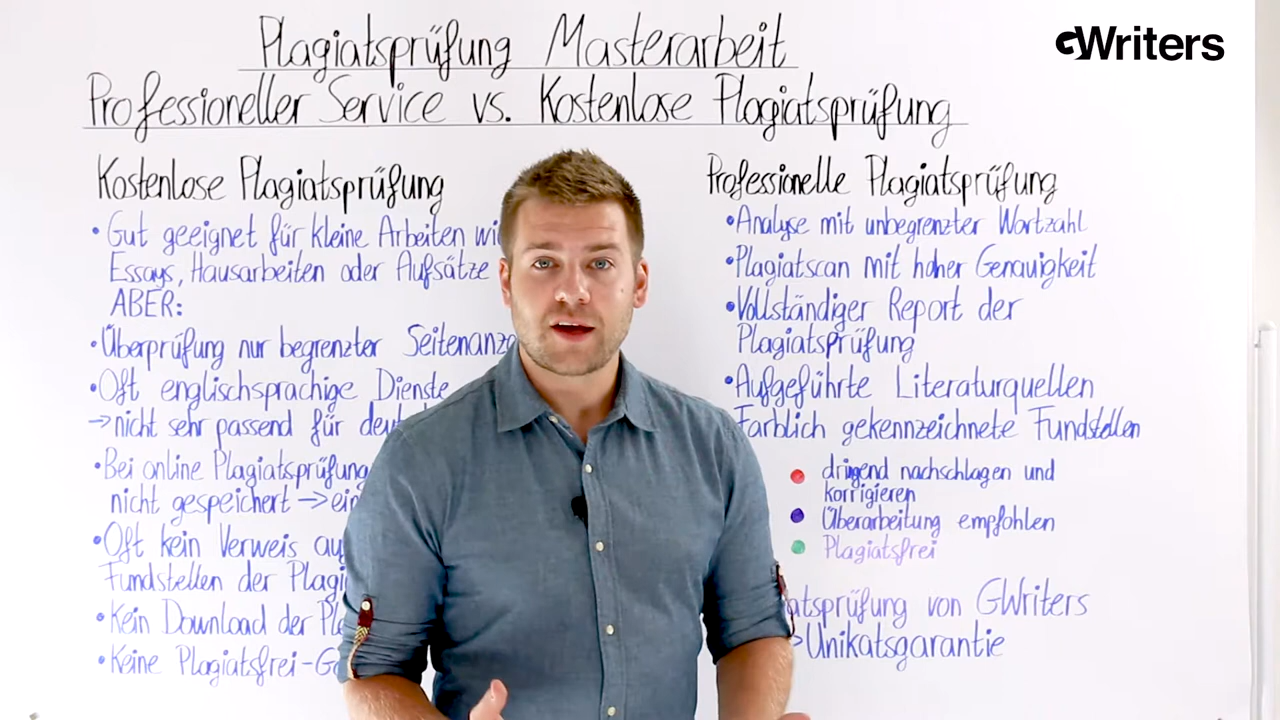 Plagiatsprüfung Masterarbeit
GWriters
Professioneller Service vs. Kostenlose Plagiatsprüfung
Kostenlose Plagiatsprüfung
• Gut geeignet für kleine Arbeiten
Essays, Hausarbeiten oder Aufsätze
ABER:
• Überprüfung nur begrenzter
• Oft englischsprachige Dienste
→ nicht sehr passend für
• Bei online Plagiatsprüfung
nicht gespeichert →
• Oft kein Verweis
Fundstellen der
• Kein Download der
• Keine Plagiatsfrei-
Professionelle Plagiatsprüfung
• Analyse mit unbegrenzter Wortzahl
• Plagiatscan mit hoher Genauigkeit
• Vollständiger Report der
Plagiatsprüfung
• Aufgeführte Literaturquellen
Farblich gekennzeichnete Fundstellen
dringend nachschlagen und
korrigieren
Überarbeitung empfohlen
Plagiatsfrei
von GWriters
Unikatsgarantie